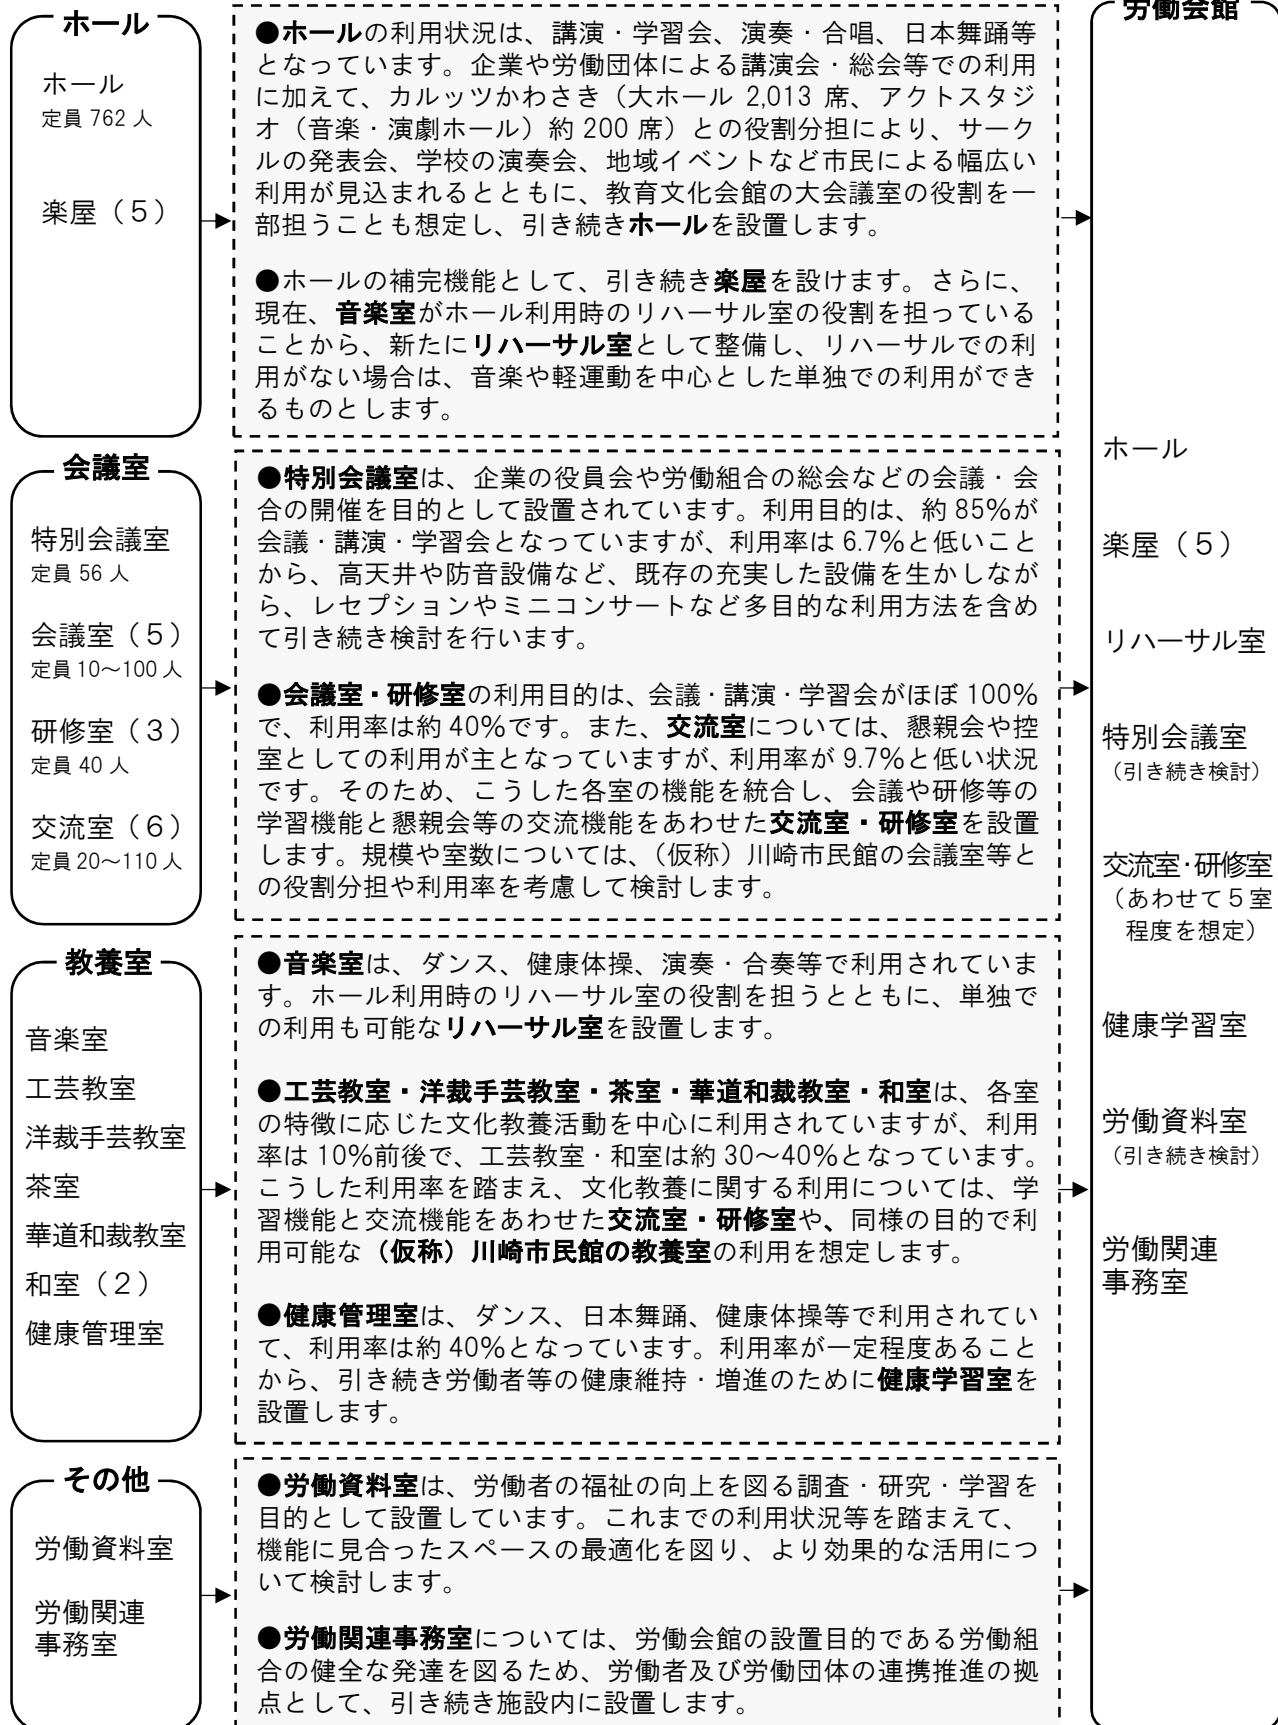 ホール
ホール
定員 762 人
楽屋（5）
●ホールの利用状況は、講演・学習会、演奏・合唱、日本舞踊等
となっています。企業や労働団体による講演会・総会等での利用
に加えて、カルッツかわさき（大ホール 2,013 席、アクトスタジ
オ（音楽・演劇ホール）約 200 席）との役割分担により、サーク
ルの発表会、学校の演奏会、地域イベントなど市民による幅広い
利用が見込まれるとともに、教育文化会館の大会議室の役割を一
部担うことも想定し、引き続きホールを設置します。
●ホールの補完機能として、引き続き楽屋を設けます。さらに、
現在、音楽室がホール利用時のリハーサル室の役割を担っている
ことから、新たにリハーサル室として整備し、リハーサルでの利
用がない場合は、音楽や軽運動を中心とした単独での利用ができ
るものとします。
会議室
特別会議室
定員 56 人
会議室（5）
定員 10～100 人
研修室（3）
定員 40 人
交流室（6）
定員 20～110 人
●特別会議室は、企業の役員会や労働組合の総会などの会議・会
合の開催を目的として設置されています。利用目的は、約 85%が
会議・講演・学習会となっていますが、利用率は 6.7%と低いこと
から、高天井や防音設備など、既存の充実した設備を生かしなが
ら、レセプションやミニコンサートなど多目的な利用方法を含め
て引き続き検討を行います。
●会議室・研修室の利用目的は、会議・講演・学習会がほぼ 100%
で、利用率は約 40%です。また、交流室については、懇親会や控
室としての利用が主となっていますが、利用率が 9.7%と低い状況
です。そのため、こうした各室の機能を統合し、会議や研修等の
学習機能と懇親会等の交流機能をあわせた交流室・研修室を設置
します。規模や室数については、（仮称）川崎市民館の会議室等と
の役割分担や利用率を考慮して検討します。
教養室
音楽室
工芸教室
洋裁手芸教室
茶室
華道和裁教室
和室（2）
健康管理室
●音楽室は、ダンス、健康体操、演奏・合奏等で利用されていま
す。ホール利用時のリハーサル室の役割を担うとともに、単独で
の利用も可能なリハーサル室を設置します。
●工芸教室・洋裁手芸教室・茶室・華道和裁教室・和室は、各室
の特徴に応じた文化教養活動を中心に利用されていますが、利用
率は 10%前後で、工芸教室・和室は約 30～40%となっています。
こうした利用率を踏まえ、文化教養に関する利用については、学
習機能と交流機能をあわせた交流室・研修室や、同様の目的で利
用可能な（仮称）川崎市民館の教養室の利用を想定します。
●健康管理室は、ダンス、日本舞踊、健康体操等で利用されてい
て、利用率は約 40%となっています。利用率が一定程度あること
から、引き続き労働者等の健康維持・増進のために健康学習室を
設置します。
その他
労働資料室
労働関連
事務室
●労働資料室は、労働者の福祉の向上を図る調査・研究・学習を
目的として設置しています。これまでの利用状況等を踏まえて、
機能に見合ったスペースの最適化を図り、より効果的な活用につ
いて検討します。
●労働関連事務室については、労働会館の設置目的である労働組
合の健全な発達を図るため、労働者及び労働団体の連携推進の拠
点として、引き続き施設内に設置します。
労働会館
ホール
楽屋（5）
リハーサル室
特別会議室
（引き続き検討）
交流室・研修室
（あわせて５室
程度を想定）
健康学習室
労働資料室
（引き続き検討）
労働関連
事務室